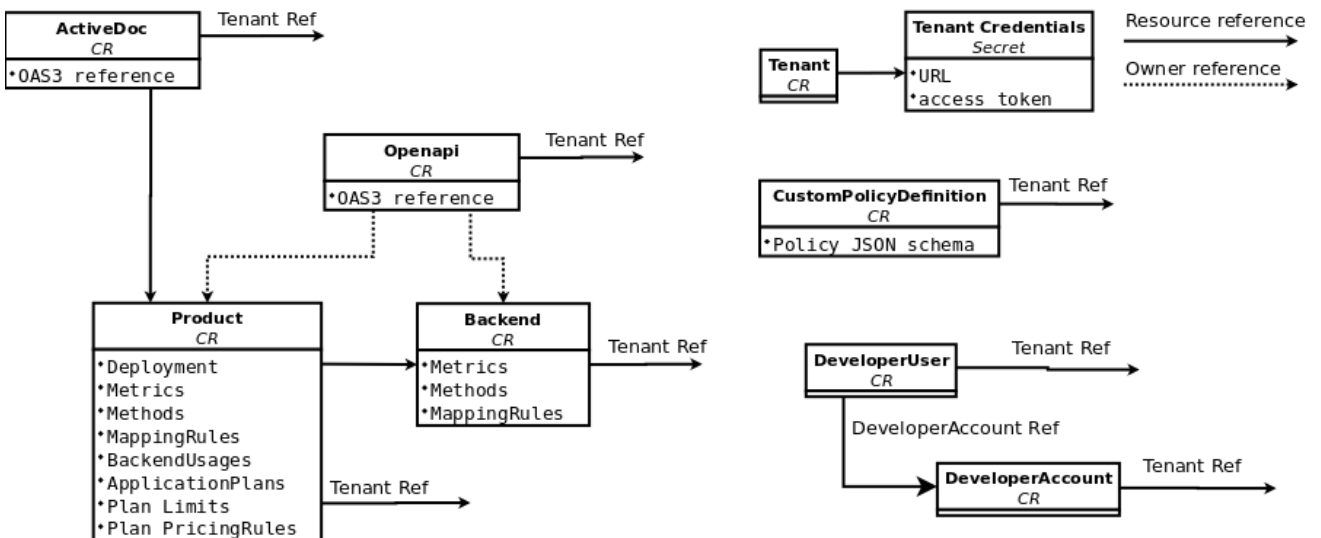 ActiveDoc
CR
OAS3 reference
Tenant Ref
Openapi
CR
OAS3 reference
Tenant Ref
Product
CR
Deployment
Metrics
Methods
MappingRules
BackendUsages
ApplicationPlans
Plan Limits
Plan PricingRules
Tenant Ref
Backend
CR
Metrics
Methods
MappingRules
Tenant Ref
Tenant
CR
Tenant Credentials
Secret
URL
access token
Resource reference
Owner reference
CustomPolicyDefinition
CR
Policy JSON schema
Tenant Ref
DeveloperUser
CR
Tenant Ref
DeveloperAccount Ref
DeveloperAccount
CR
Tenant Ref